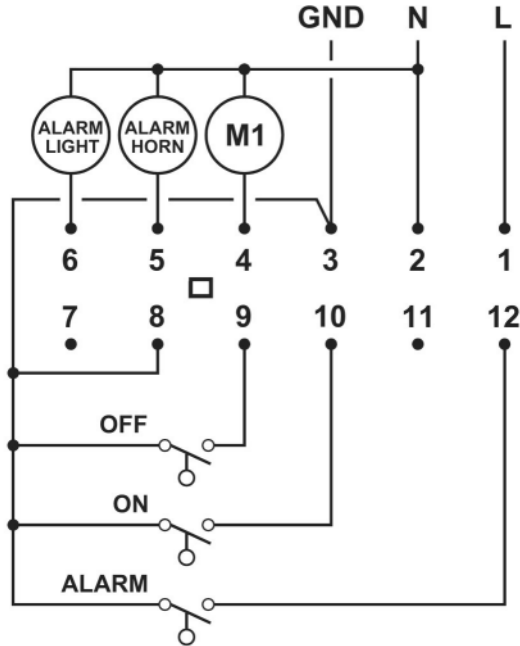 GND N L
ALARM ALARM M1
LIGHT HORN
6 5 4 3 2 1
7 8 9 10 11 12
OFF
ON
ALARM